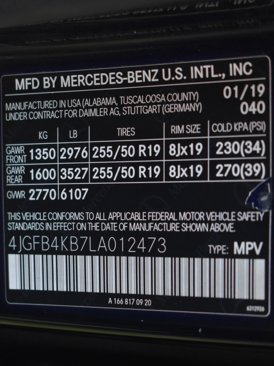 MFD BY MERCEDES-BENZ U.S. INTL., INC
MANUFACTURED IN USA (ALABAMA, TUSCALOOSA COUNTY) 01/19
UNDER CONTRACT FOR DAIMLER AG, STUTTGART (GERMANY) 040
KG LB TIRES RIM SIZE COLD KPA(PSI)
GAWR FRONT 1350 2976 255/50 R19 8Jx19 230(34)
GAWR REAR 1600 3527 255/50 R19 8Jx19 270(39)
GVWR 2770 6107
THIS VEHICLE CONFORMS TO ALL APPLICABLE FEDERAL MOTOR VEHICLE SAFETY
STANDARDS IN EFFECT ON THE DATE OF MANUFACTURE SHOWN ABOVE.
4JGFB4KB7LA012473 TYPE: MPV
A 166 817 09 20